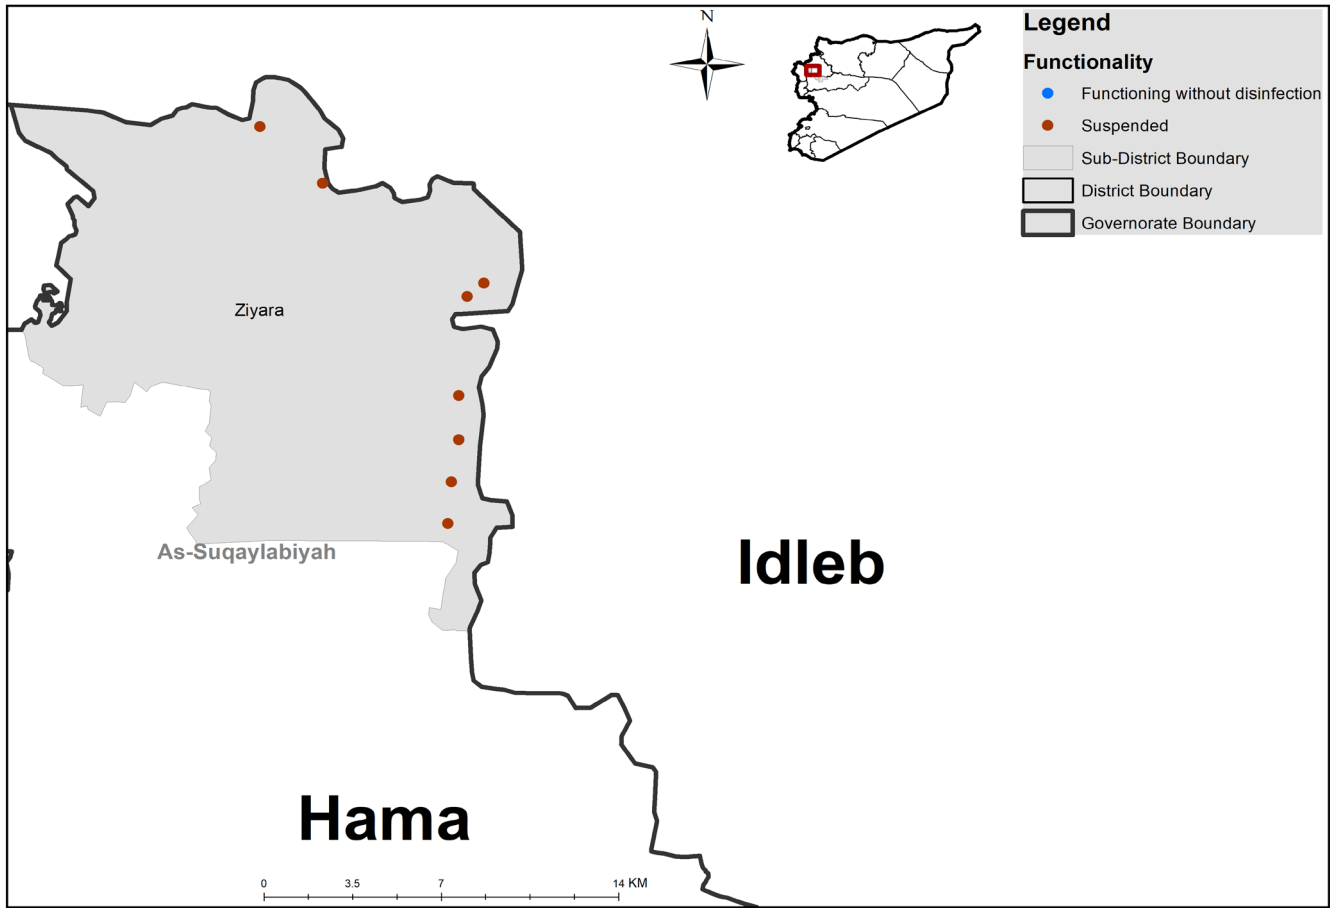 N
Legend
Functionality
Functioning without disinfection
Suspended
Sub-District Boundary
District Boundary
Governorate Boundary
Ziyara
As-Suqaylabiyah
Idleb
Hama
0 3.5 7 14 KM